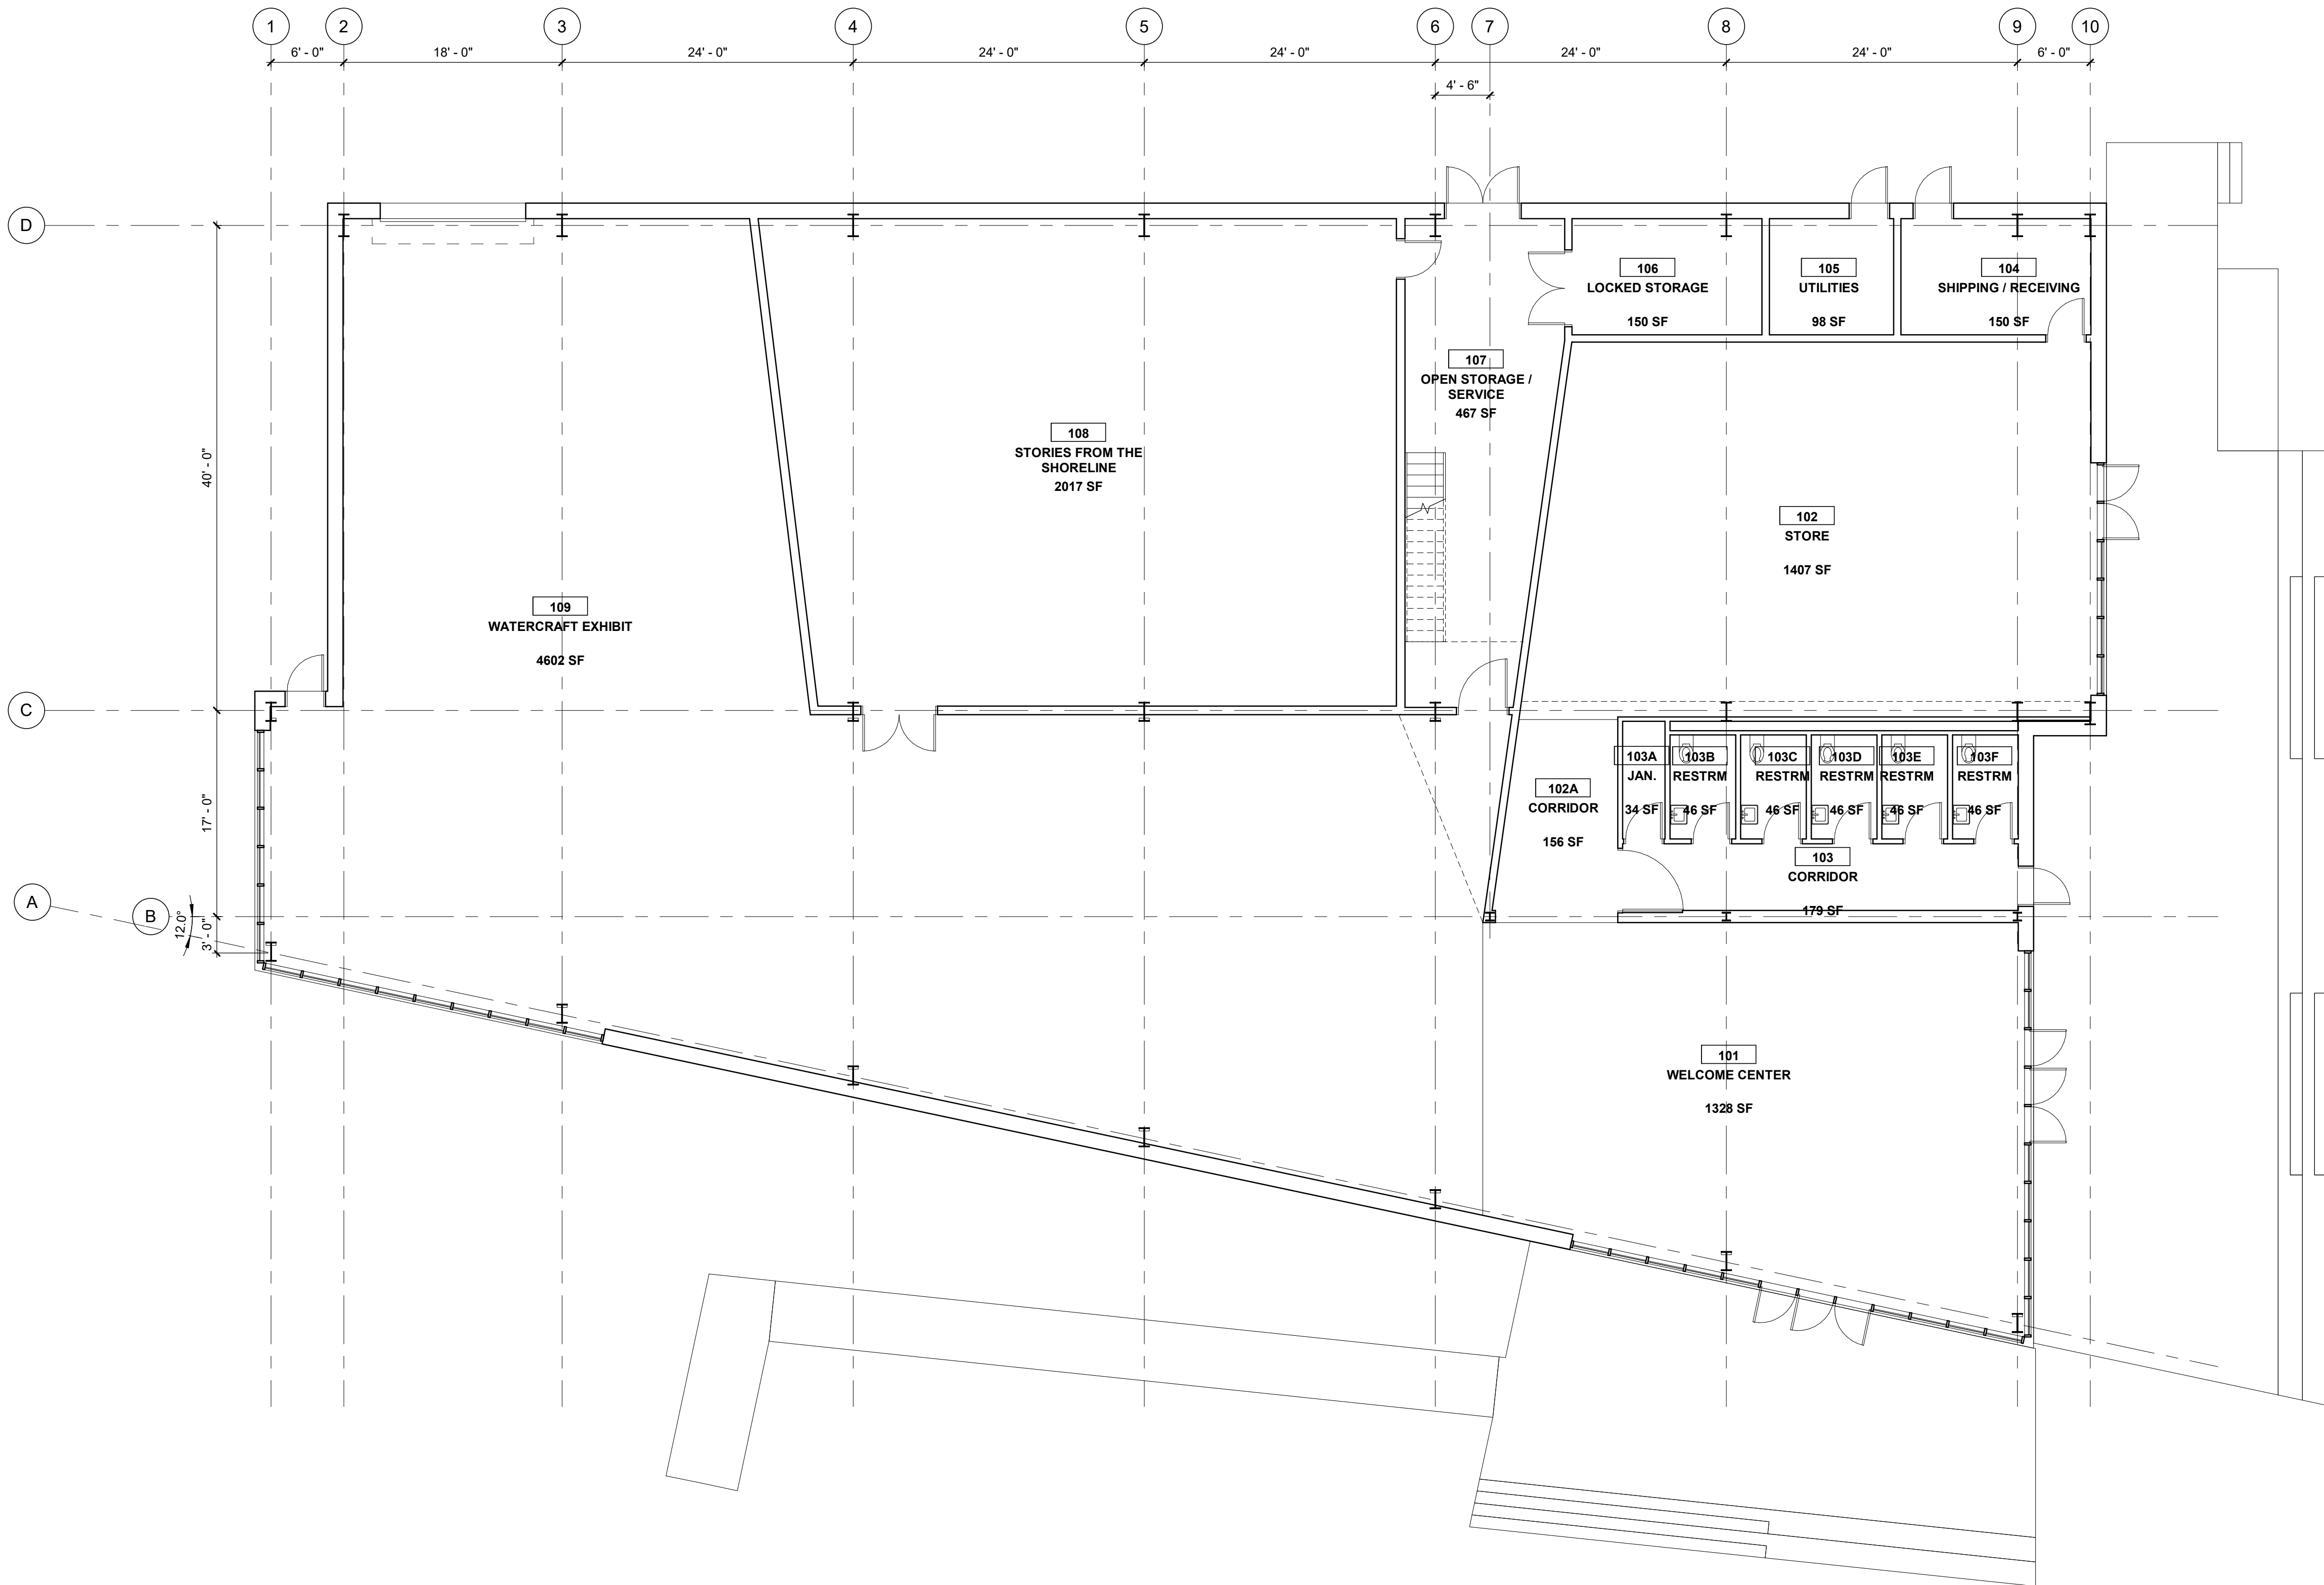 1 2 3 4 5 6 7 8 9 10
6' - 0" 18' - 0" 24' - 0" 24' - 0" 24' - 0" 24' - 0" 24' - 0" 6' - 0"
4' - 6"
D
106
LOCKED STORAGE
150 SF
105
UTILITIES
98 SF
104
SHIPPING / RECEIVING
150 SF
107
OPEN STORAGE /
SERVICE
467 SF
108
STORIES FROM THE
SHORELINE
2017 SF
40' - 0"
102
STORE
1407 SF
109
WATERCRAFT EXHIBIT
4602 SF
C
17' - 0"
102A
CORRIDOR
156 SF
103A
JAN.
34 SF
103B
RESTRM
46 SF
103C
RESTRM
46 SF
103D
RESTRM
46 SF
103E
RESTRM
46 SF
103F
RESTRM
46 SF
103
CORRIDOR
179 SF
A
B
12.0°
3' - 0"
101
WELCOME CENTER
1328 SF